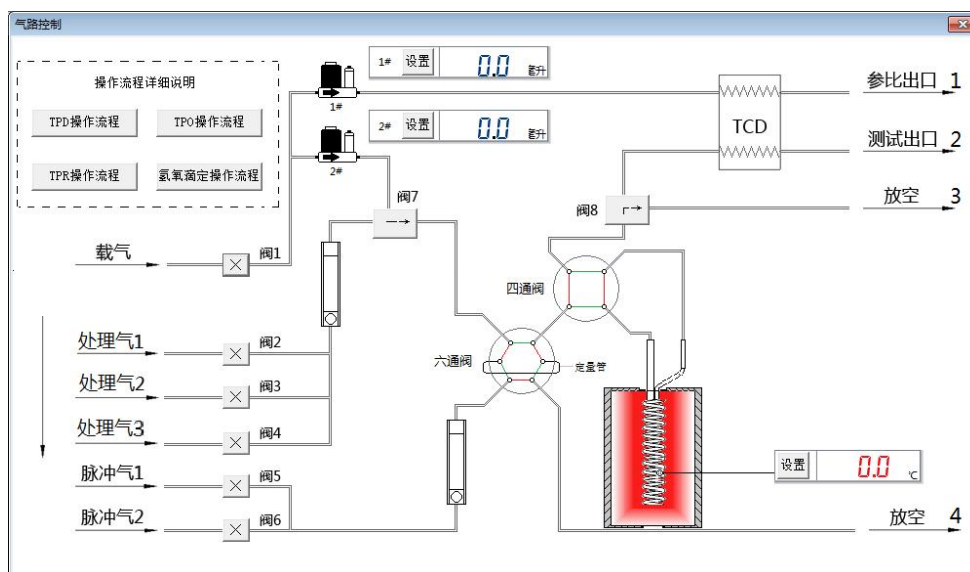 气路控制
操作流程详细说明
TPD操作流程
TPO操作流程
TPR操作流程
氢氧滴定操作流程
1#
1# 设置 0.0 毫升
2#
2# 设置 0.0 毫升
TCD
参比出口 1
测试出口 2
放空 3
阀7
阀8
载气
阀1
四通阀
处理气1
阀2
六通阀
定量管
处理气2
阀3
处理气3
阀4
脉冲气1
阀5
设置 0.0 ℃
脉冲气2
阀6
放空 4